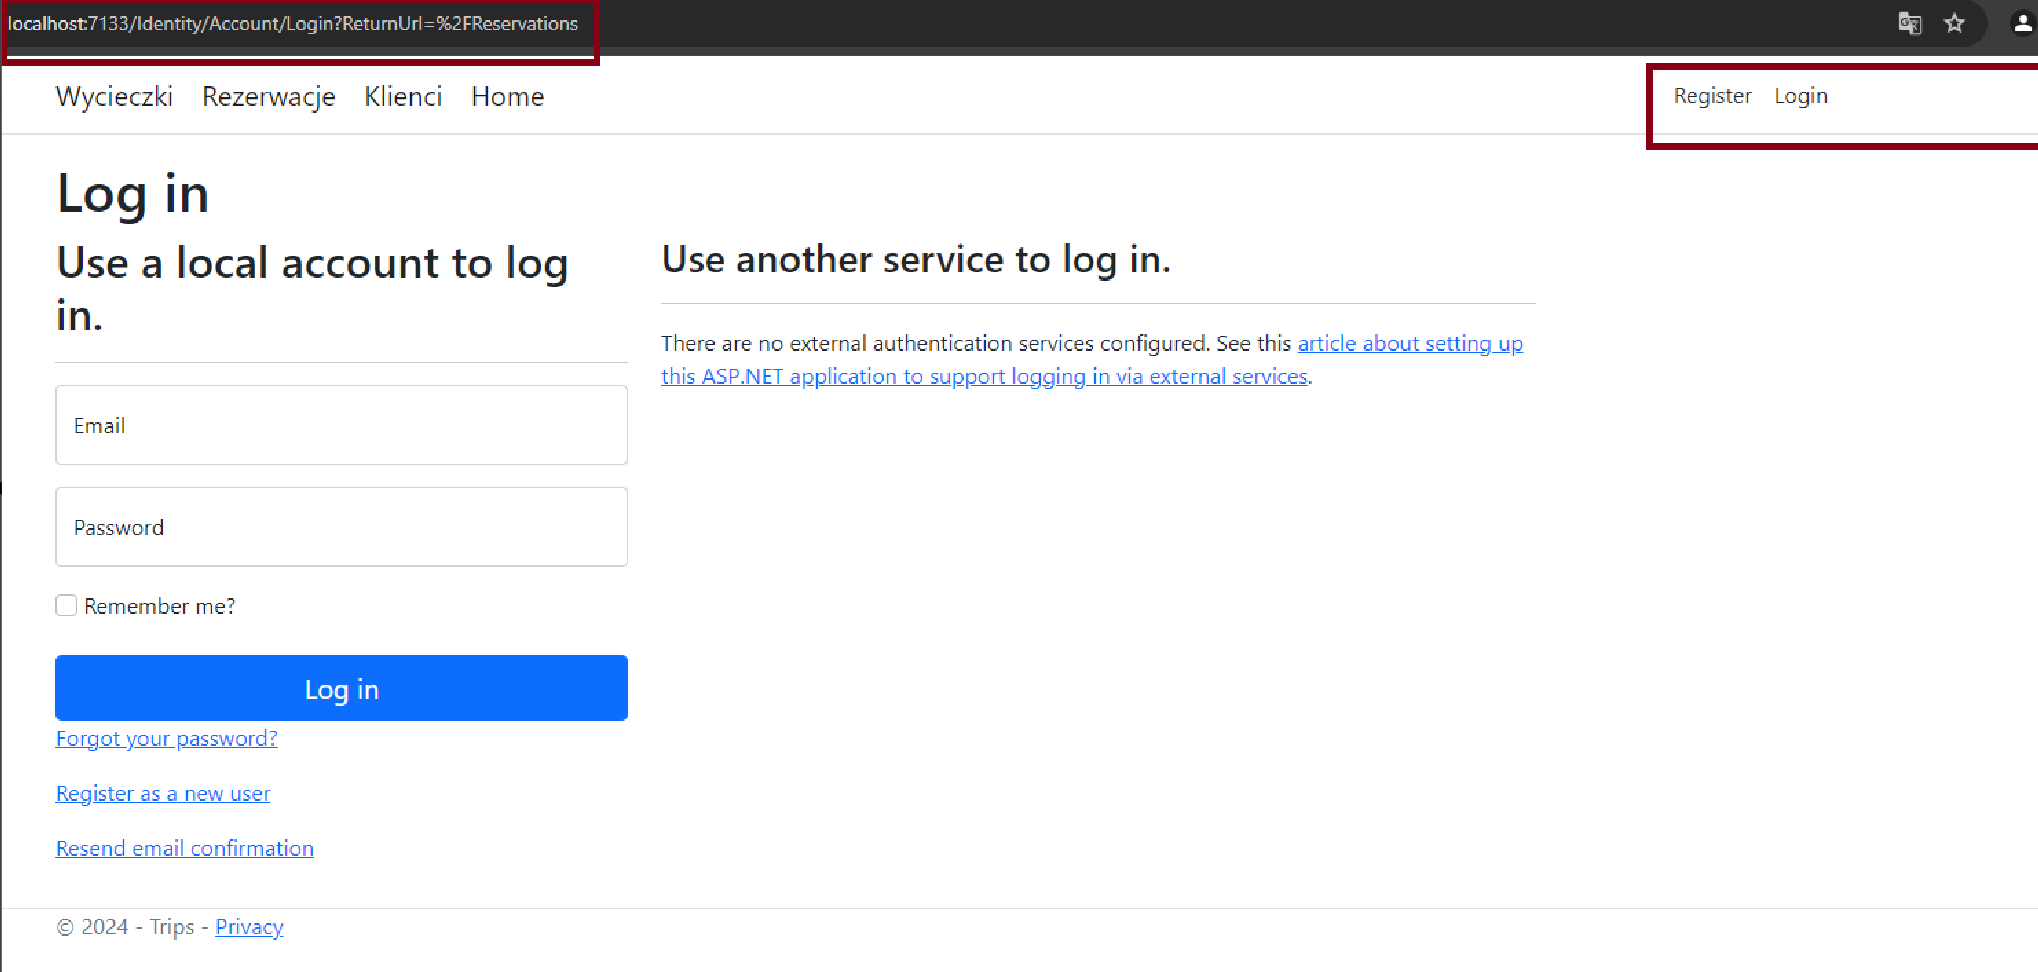 localhost:7133/Identity/Account/Login?ReturnUrl=%2FReservations
Wycieczki Rezerwacje Klienci Home
Register Login
Log in
Use a local account to log
in.
Email
Password
Remember me?
Log in
Forgot your password?
Register as a new user
Resend email confirmation
Use another service to log in.
There are no external authentication services configured. See this article about setting up
this ASP.NET application to support logging in via external services.
© 2024 - Trips - Privacy